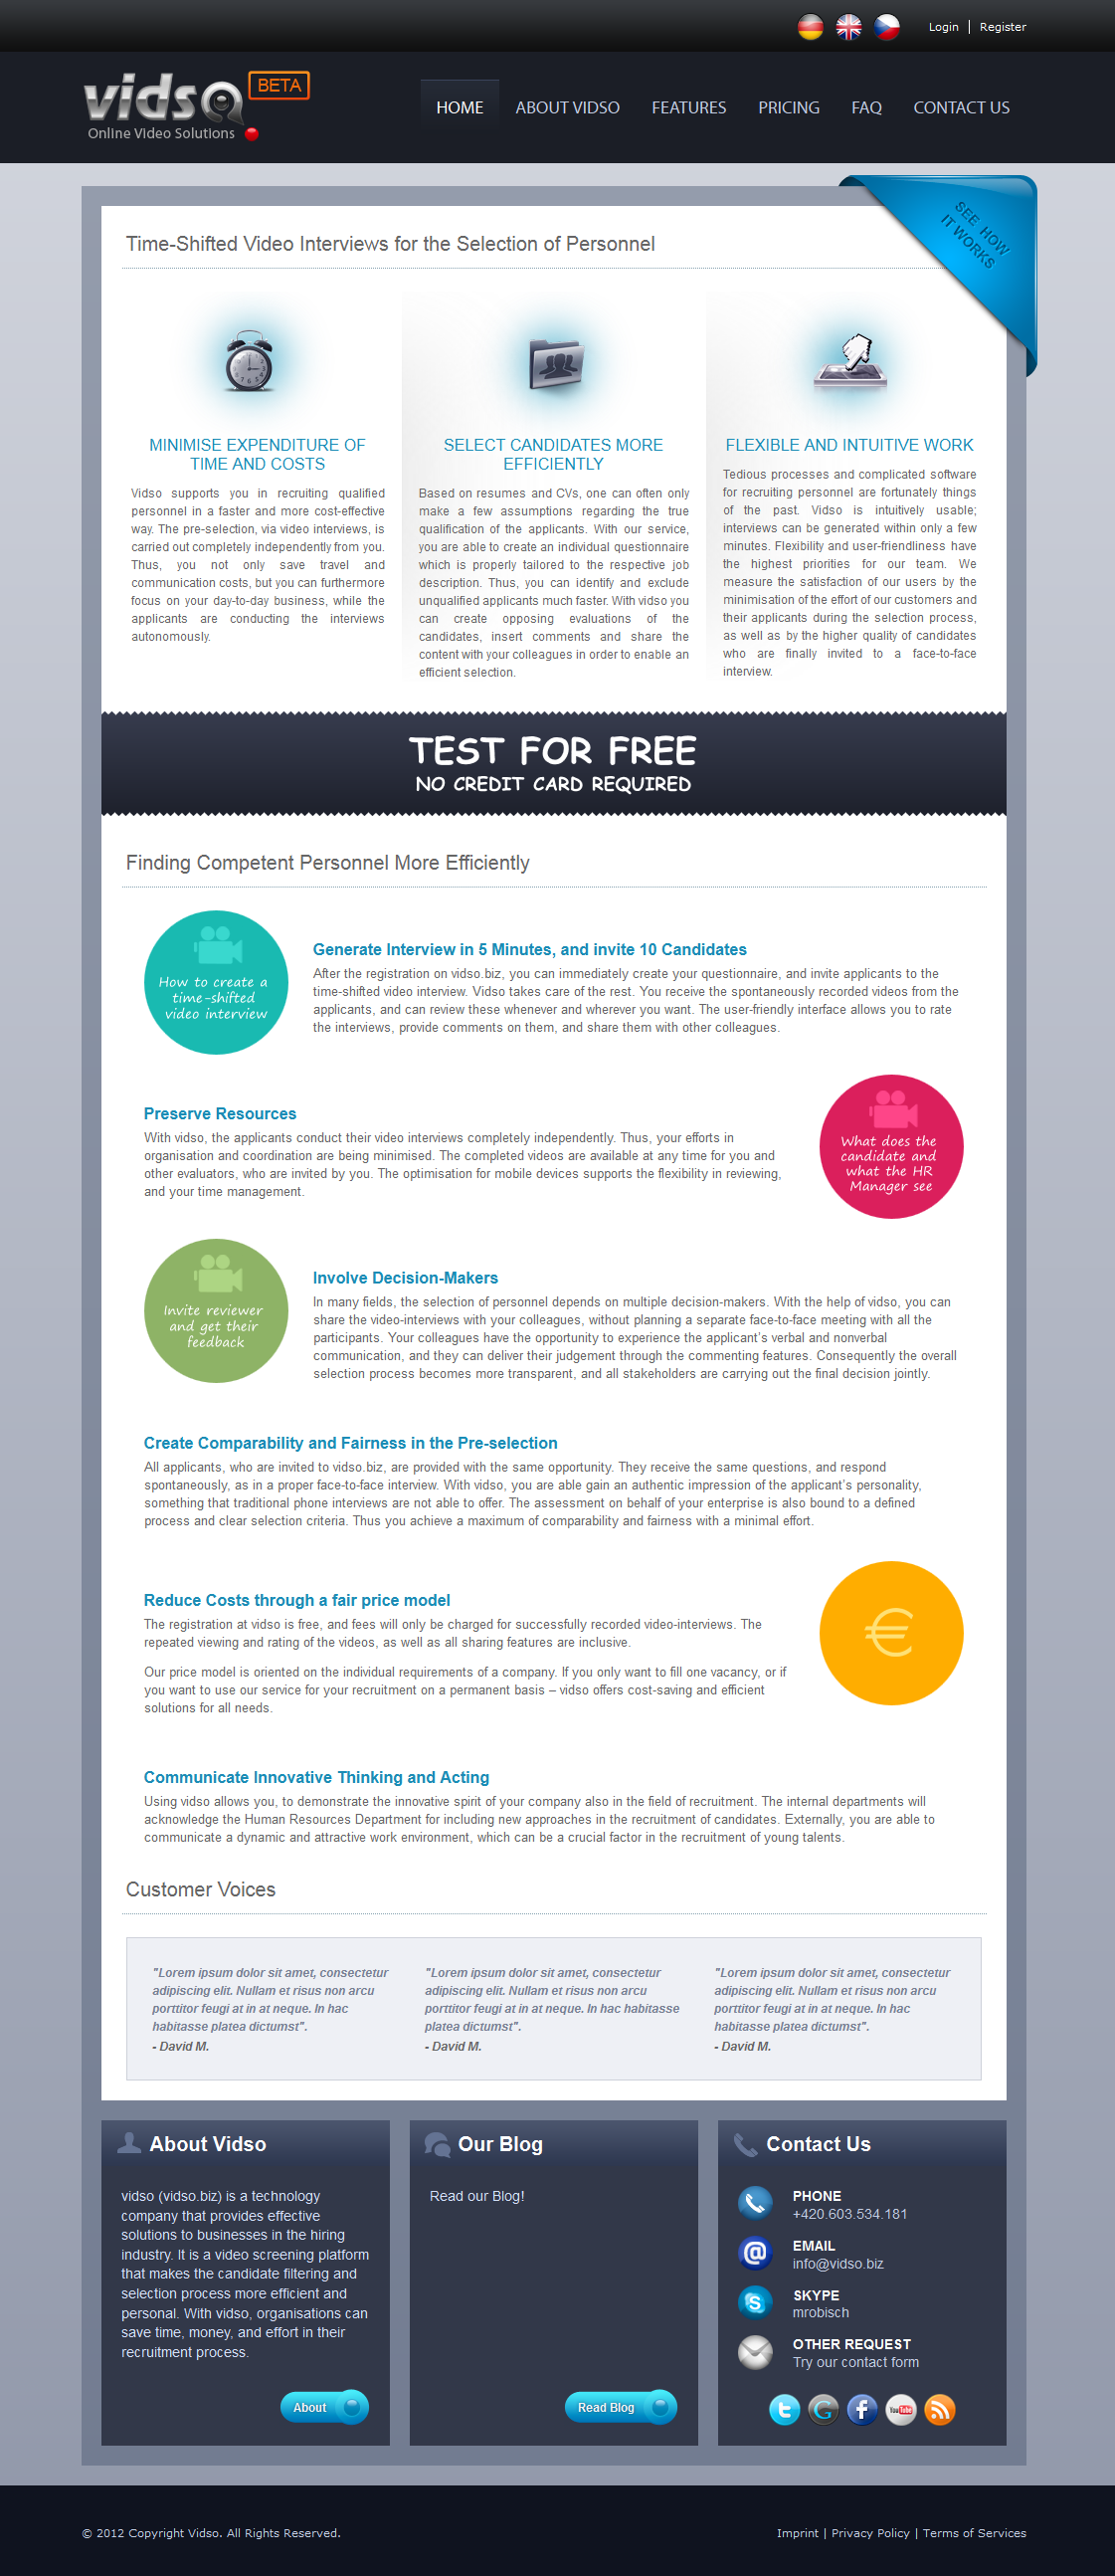 Login | Register
vidso BETA
Online Video Solutions
HOME ABOUT VIDSO FEATURES PRICING FAQ CONTACT US
SEE HOW
IT WORKS
Time-Shifted Video Interviews for the Selection of Personnel
MINIMISE EXPENDITURE OF
TIME AND COSTS
Vidso supports you in recruiting qualified
personnel in a faster and more cost-effective
way. The pre-selection, via video interviews, is
carried out completely independently from you.
Thus, you not only save travel and
communication costs, but you can furthermore
focus on your day-to-day business, while the
applicants are conducting the interviews
autonomously.
SELECT CANDIDATES MORE
EFFICIENTLY
Based on resumes and CVs, one can often only
make a few assumptions regarding the true
qualification of the applicants. With our service,
you are able to create an individual questionnaire
which is properly tailored to the respective job
description. Thus, you can identify and exclude
unqualified applicants much faster. With vidso you
can create opposing evaluations of the
candidates, insert comments and share the
content with your colleagues in order to enable an
efficient selection.
FLEXIBLE AND INTUITIVE WORK
Tedious processes and complicated software
for recruiting personnel are fortunately things
of the past. Vidso is intuitively usable;
interviews can be generated within only a few
minutes. Flexibility and user-friendliness have
the highest priorities for our team. We
measure the satisfaction of our users by the
minimisation of the effort of our customers and
their applicants during the selection process,
as well as by the higher quality of candidates
who are finally invited to a face-to-face
interview.
TEST FOR FREE
NO CREDIT CARD REQUIRED
Finding Competent Personnel More Efficiently
How to create a
time-shifted
video interview
Generate Interview in 5 Minutes, and invite 10 Candidates
After the registration on vidso.biz, you can immediately create your questionnaire, and invite applicants to the
time-shifted video interview. Vidso takes care of the rest. You receive the spontaneously recorded videos from the
applicants, and can review these whenever and wherever you want. The user-friendly interface allows you to rate
the interviews, provide comments on them, and share them with other colleagues.
Preserve Resources
With vidso, the applicants conduct their video interviews completely independently. Thus, your efforts in
organisation and coordination are being minimised. The completed videos are available at any time for you and
other evaluators, who are invited by you. The optimisation for mobile devices supports the flexibility in reviewing,
and your time management.
What does the
candidate and
what the HR
Manager see
Invite reviewer
and get their
feedback
Involve Decision-Makers
In many fields, the selection of personnel depends on multiple decision-makers. With the help of vidso, you can
share the video-interviews with your colleagues, without planning a separate face-to-face meeting with all the
participants. Your colleagues have the opportunity to experience the applicant's verbal and nonverbal
communication, and they can deliver their judgement through the commenting features. Consequently the overall
selection process becomes more transparent, and all stakeholders are carrying out the final decision jointly.
Create Comparability and Fairness in the Pre-selection
All applicants, who are invited to vidso.biz, are provided with the same opportunity. They receive the same questions, and respond
spontaneously, as in a proper face-to-face interview. With vidso, you are able gain an authentic impression of the applicant's personality,
something that traditional phone interviews are not able to offer. The assessment on behalf of your enterprise is also bound to a defined
process and clear selection criteria. Thus you achieve a maximum of comparability and fairness with a minimal effort.
Reduce Costs through a fair price model
The registration at vidso is free, and fees will only be charged for successfully recorded video-interviews. The
repeated viewing and rating of the videos, as well as all sharing features are inclusive.
Our price model is oriented on the individual requirements of a company. If you only want to fill one vacancy, or if
you want to use our service for your recruitment on a permanent basis – vidso offers cost-saving and efficient
solutions for all needs.
€
Communicate Innovative Thinking and Acting
Using vidso allows you, to demonstrate the innovative spirit of your company also in the field of recruitment. The internal departments will
acknowledge the Human Resources Department for including new approaches in the recruitment of candidates. Externally, you are able to
communicate a dynamic and attractive work environment, which can be a crucial factor in the recruitment of young talents.
Customer Voices
"Lorem ipsum dolor sit amet, consectetur
adipiscing elit. Nullam et risus non arcu
porttitor feugi at in at neque. In hac
habitasse platea dictumst".
- David M.
"Lorem ipsum dolor sit amet, consectetur
adipiscing elit. Nullam et risus non arcu
porttitor feugi at in at neque. In hac habitasse
platea dictumst".
- David M.
"Lorem ipsum dolor sit amet, consectetur
adipiscing elit. Nullam et risus non arcu
porttitor feugi at in at neque. In hac
habitasse platea dictumst".
- David M.
About Vidso
vidso (vidso.biz) is a technology
company that provides effective
solutions to businesses in the hiring
industry. It is a video screening platform
that makes the candidate filtering and
selection process more efficient and
personal. With vidso, organisations can
save time, money, and effort in their
recruitment process.
About
Our Blog
Read our Blog!
Read Blog
Contact Us
PHONE
+420.603.534.181
EMAIL
info@vidso.biz
SKYPE
mrobisch
OTHER REQUEST
Try our contact form
You Tube
© 2012 Copyright Vidso. All Rights Reserved.
Imprint | Privacy Policy | Terms of Services